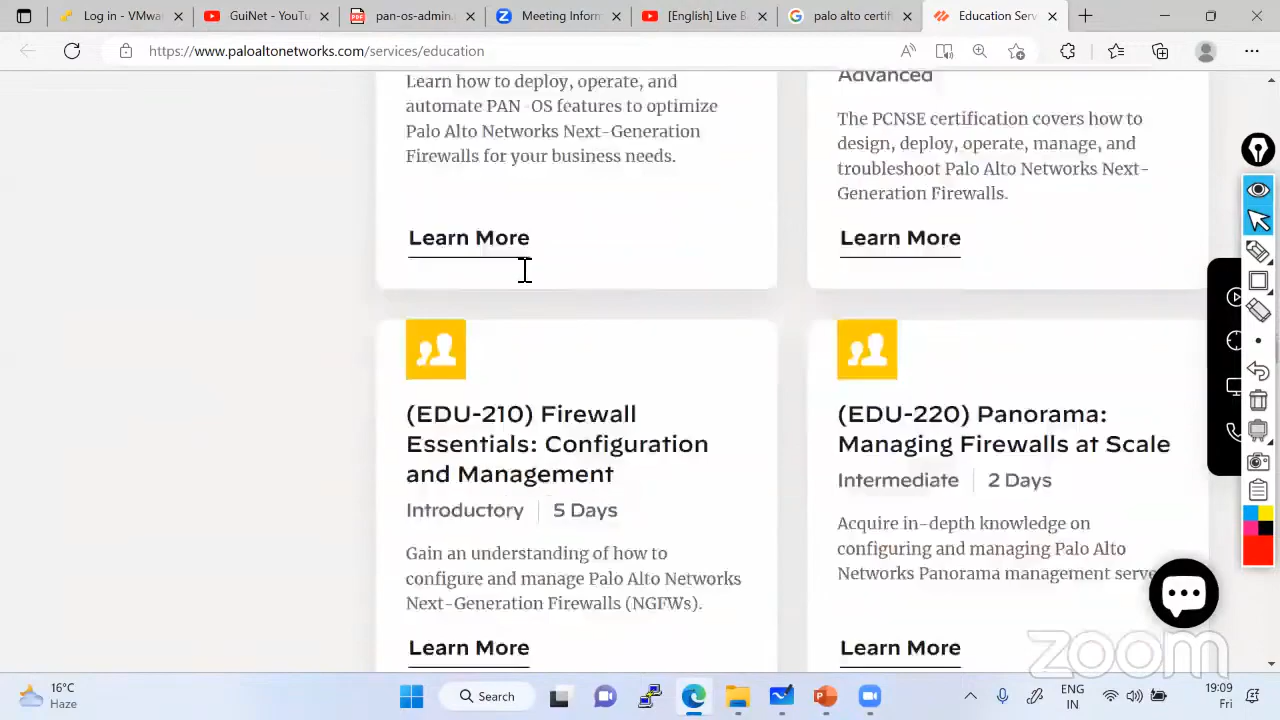 Log in - VMwa
GuiNet - YouTu
pan-os-admin.
Meeting Inform
[English] Live B
palo alto certifi
Education Serv
https://www.paloaltonetworks.com/services/education
Learn how to deploy, operate, and
automate PAN-OS features to optimize
Palo Alto Networks Next-Generation
Firewalls for your business needs.
Learn More
Advanced
The PCNSE certification covers how to
design, deploy, operate, manage, and
troubleshoot Palo Alto Networks Next-
Generation Firewalls.
Learn More
(EDU-210) Firewall
Essentials: Configuration
and Management
Introductory 5 Days
Gain an understanding of how to
configure and manage Palo Alto Networks
Next-Generation Firewalls (NGFWs).
Learn More
(EDU-220) Panorama:
Managing Firewalls at Scale
Intermediate 2 Days
Acquire in-depth knowledge on
configuring and managing Palo Alto
Networks Panorama management serve
Learn More
zoom
16°C
Haze
Search
ENG
IN
19:09
Fri